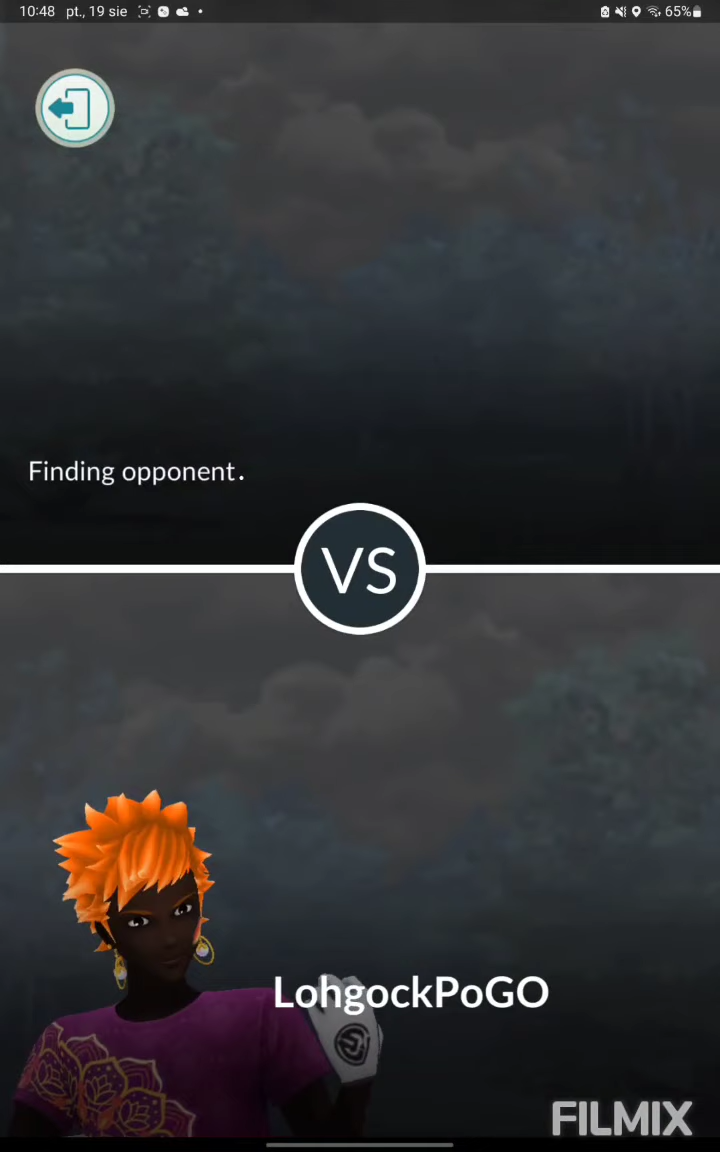 10:48 pt., 19 sie
65%
Finding opponent.
VS
LohgockPoGO
FILMIX